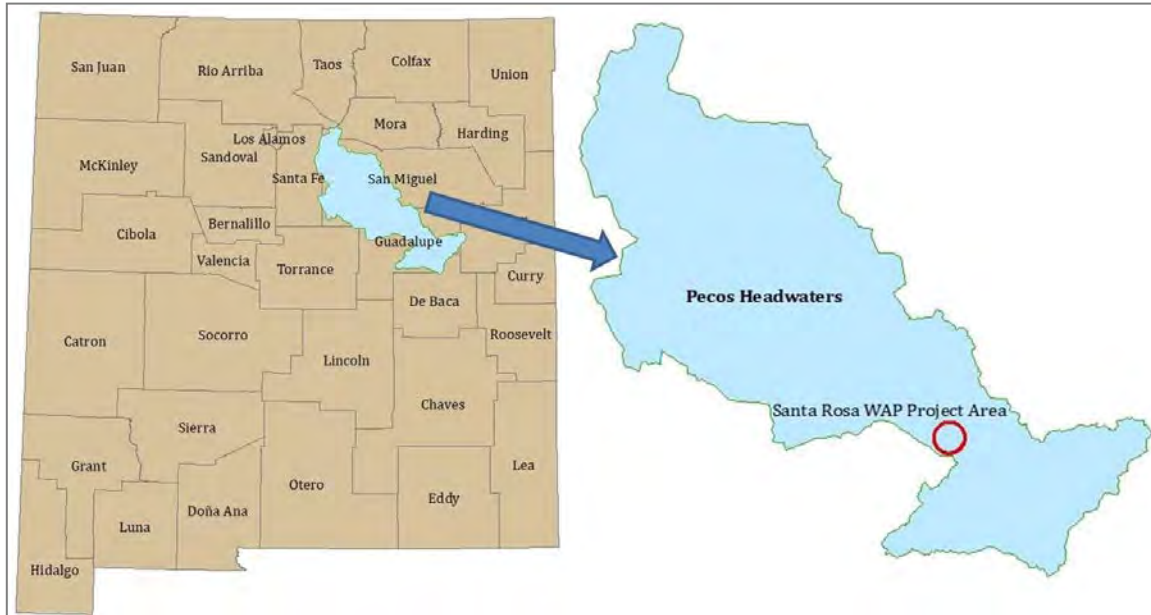 San Juan
Rio Arriba
Taos
Colfax
Union
Mora
Harding
Los Alamos
Sandoval
McKinley
Santa Fe
San Miguel
Bernalillo
Cibola
Guadalupe
Valencia
Torrance
Curry
De Baca
Socorro
Roosevelt
Catron
Lincoln
Chaves
Sierra
Grant
Lea
Otero
Eddy
Doña Ana
Luna
Hidalgo
Pecos Headwaters
Santa Rosa WAP Project Area